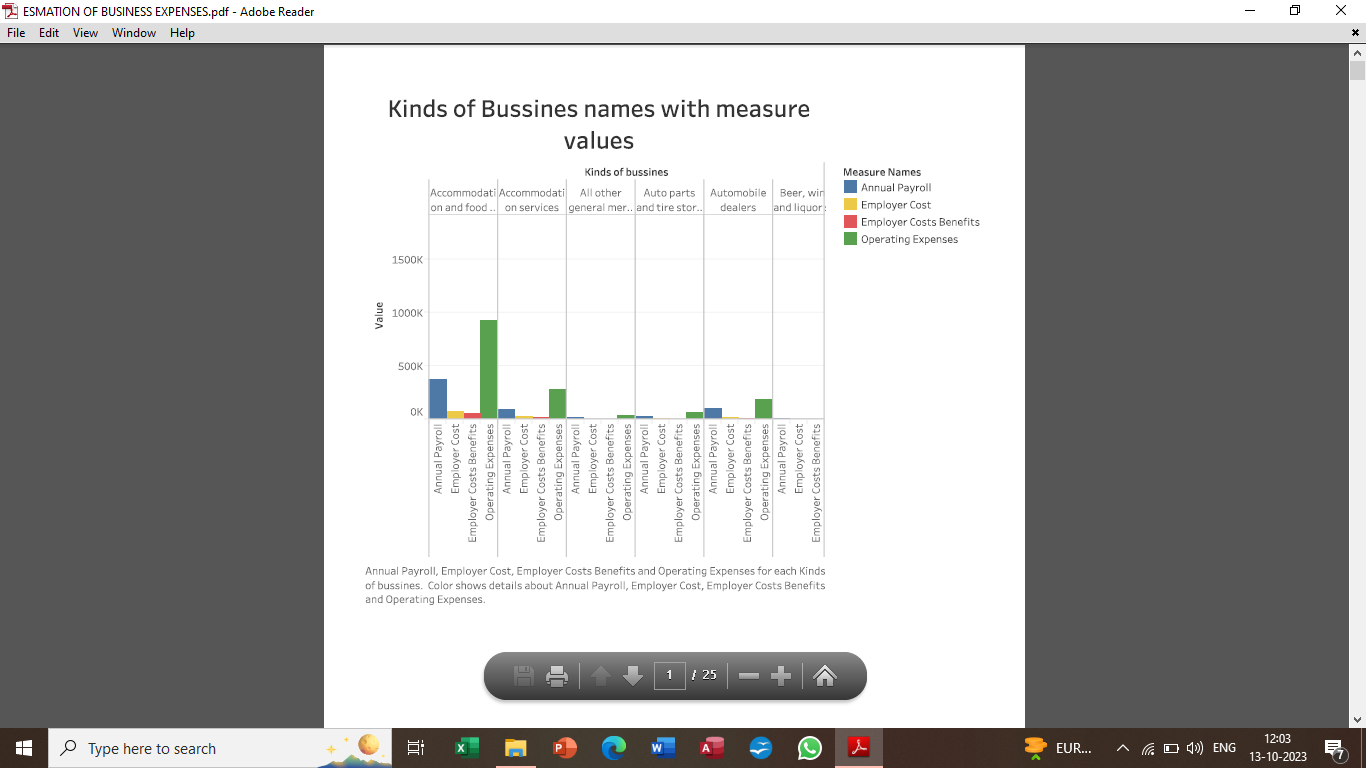 ESMATION OF BUSINESS EXPENSES.pdf - Adobe Reader
File Edit View Window Help
Kinds of Bussines names with measure
values
Kinds of bussines
Accommodati
on and food ..
Accommodati
on services
All other
general mer..
Auto parts
and tire stor..
Automobile
dealers
Beer, win
and liquor
Measure Names
Annual Payroll
Employer Cost
Employer Costs Benefits
Operating Expenses
Value
1500K
1000K
500K
0K
Annual Payroll
Employer Cost
Employer Costs Benefits
Operating Expenses
Annual Payroll
Employer Cost
Employer Costs Benefits
Operating Expenses
Annual Payroll
Employer Cost
Employer Costs Benefits
Operating Expenses
Annual Payroll
Employer Cost
Employer Costs Benefits
Operating Expenses
Annual Payroll
Employer Cost
Employer Costs Benefits
Operating Expenses
Annual Payroll
Employer Cost
Employer Costs Benefits
Annual Payroll, Employer Cost, Employer Costs Benefits and Operating Expenses for each Kinds
of bussines. Color shows details about Annual Payroll, Employer Cost, Employer Costs Benefits
and Operating Expenses.
1 / 25
Type here to search
EUR...
ENG
12:03
13-10-2023
7